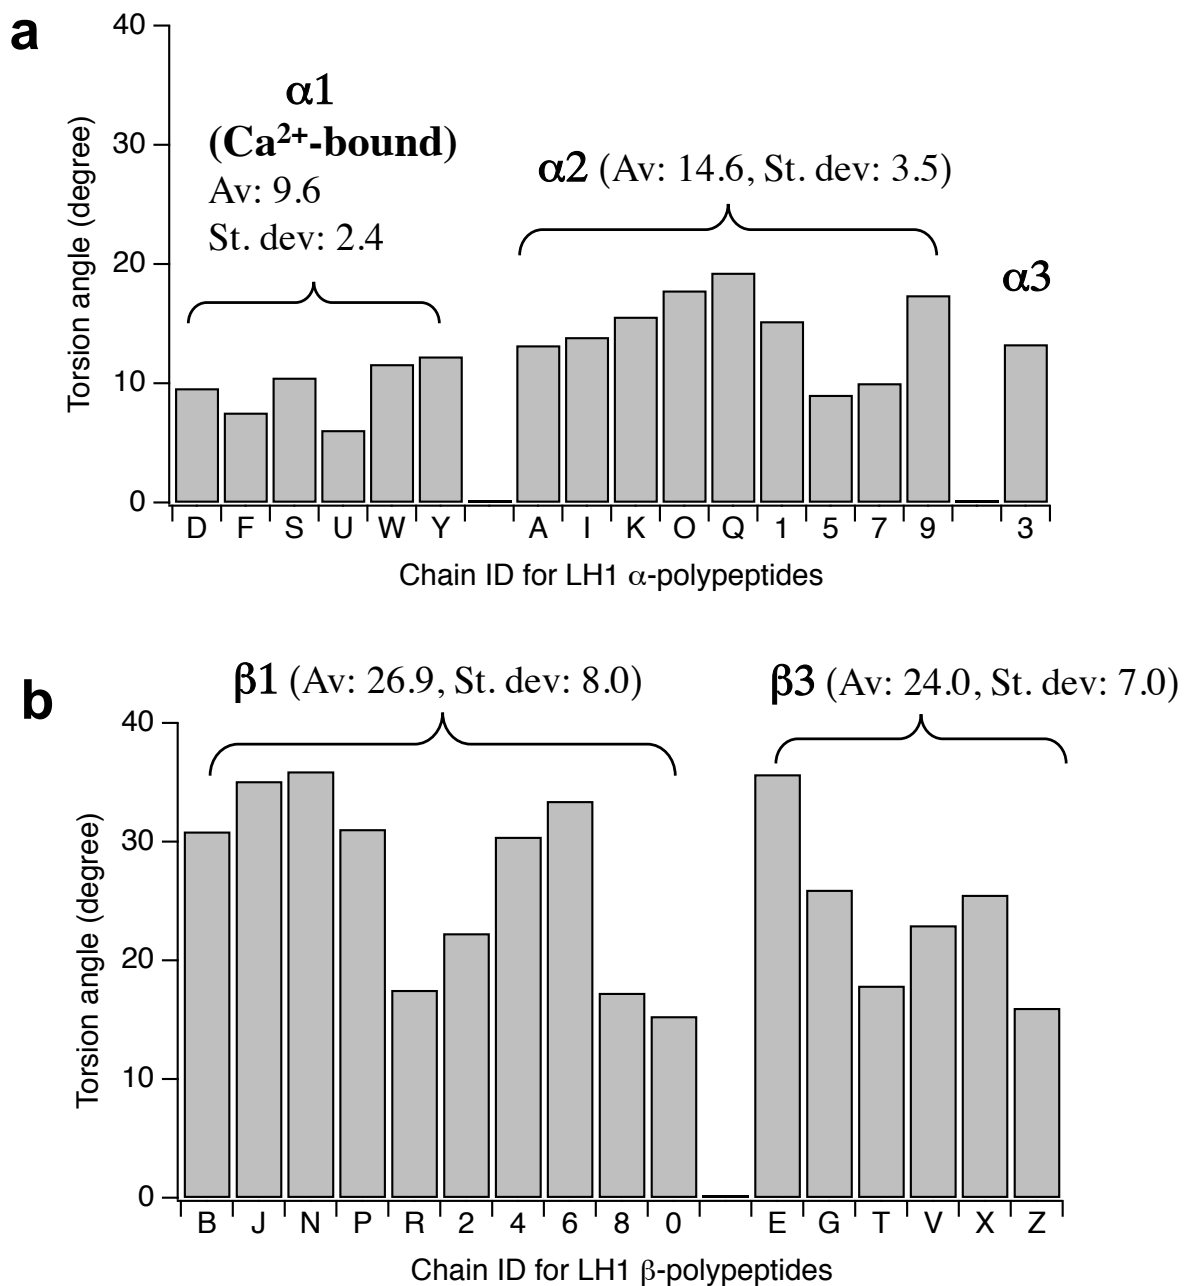 a
40
30
20
10
0
Torsion angle (degree)
α1
(Ca²⁺-bound)
Av: 9.6
St. dev: 2.4
α2 (Av: 14.6, St. dev: 3.5)
α3
D F S U W Y A I K O Q 1 5 7 9 3
Chain ID for LH1 α-polypeptides
b
β1 (Av: 26.9, St. dev: 8.0)
β3 (Av: 24.0, St. dev: 7.0)
40
30
20
10
0
Torsion angle (degree)
B J N P R 2 4 6 8 0 E G T V X Z
Chain ID for LH1 β-polypeptides